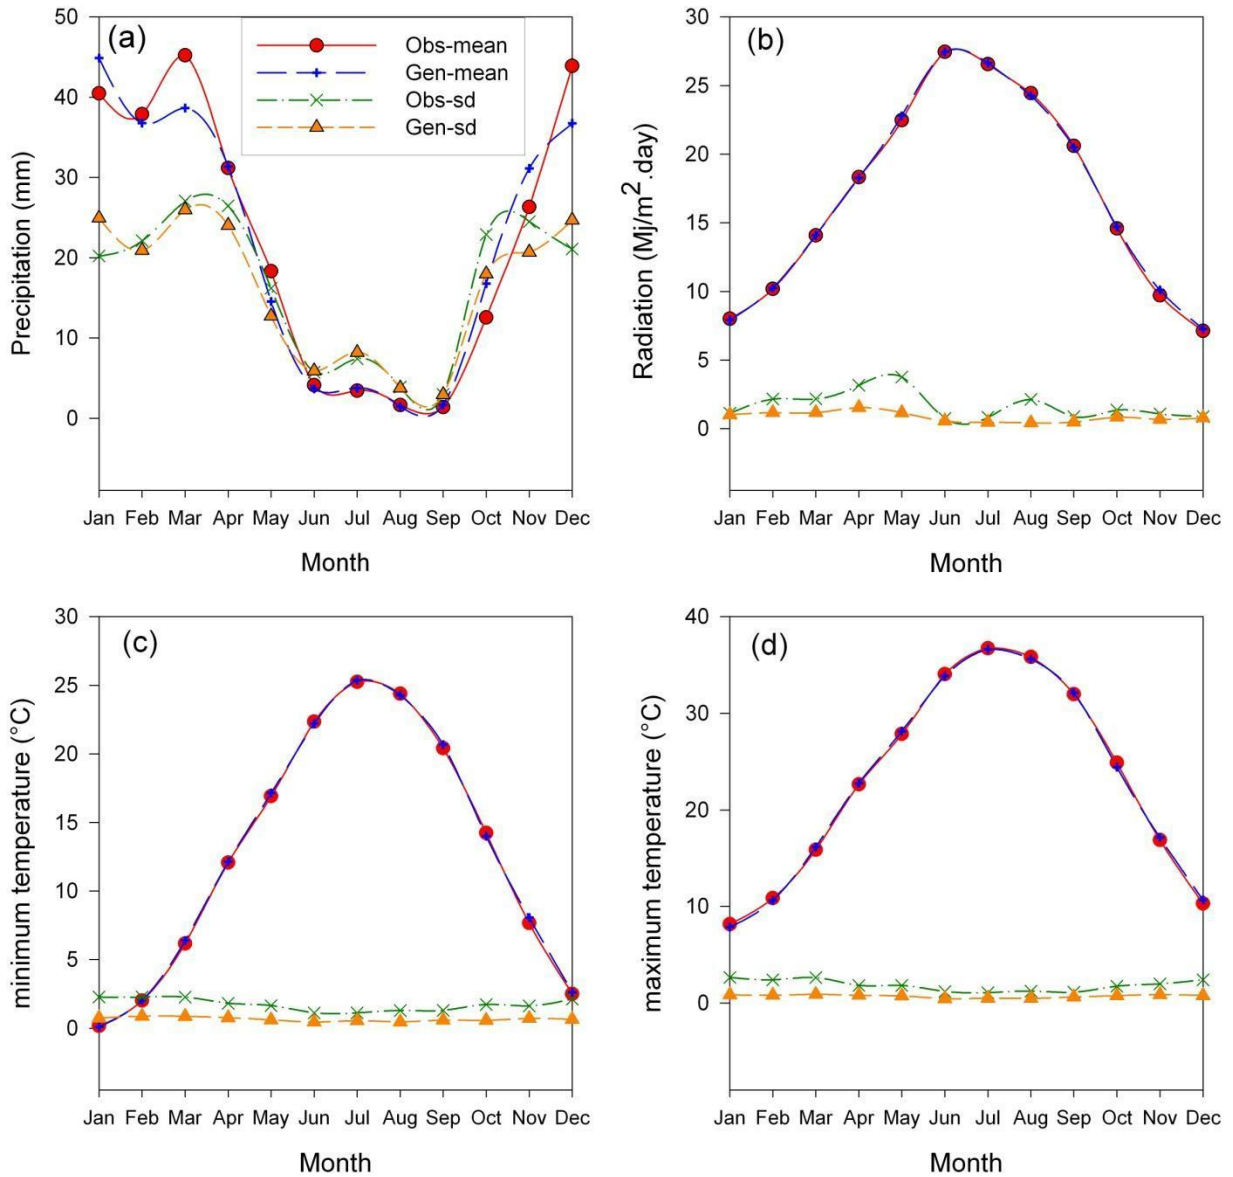 (a)
Obs-mean
Gen-mean
Obs-sd
Gen-sd
Precipitation (mm)
50
40
30
20
10
0
Jan Feb Mar Apr May Jun Jul Aug Sep Oct Nov Dec
Month
(b)
Radiation (Mj/m² .day)
30
25
20
15
10
5
0
Jan Feb Mar Apr May Jun Jul Aug Sep Oct Nov Dec
Month
(c)
minimum temperature (°C)
30
25
20
15
10
5
0
Jan Feb Mar Apr May Jun Jul Aug Sep Oct Nov Dec
Month
(d)
maximum temperature (°C)
40
30
20
10
0
Jan Feb Mar Apr May Jun Jul Aug Sep Oct Nov Dec
Month